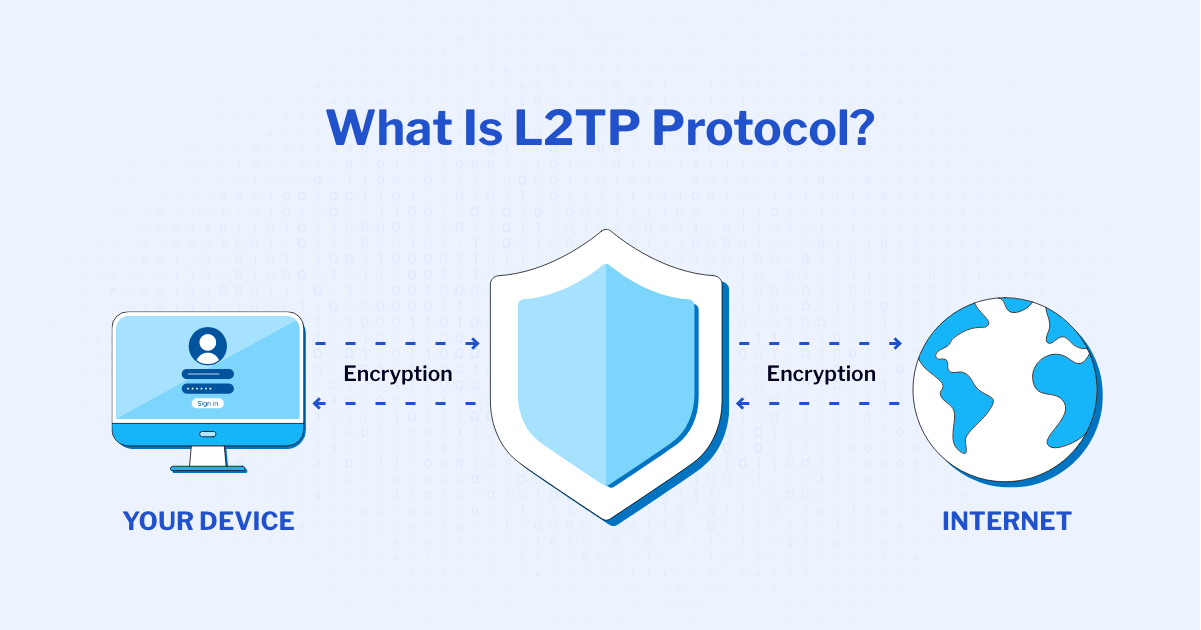 What Is L2TP Protocol?
Encryption
Encryption
Sign in
YOUR DEVICE
INTERNET